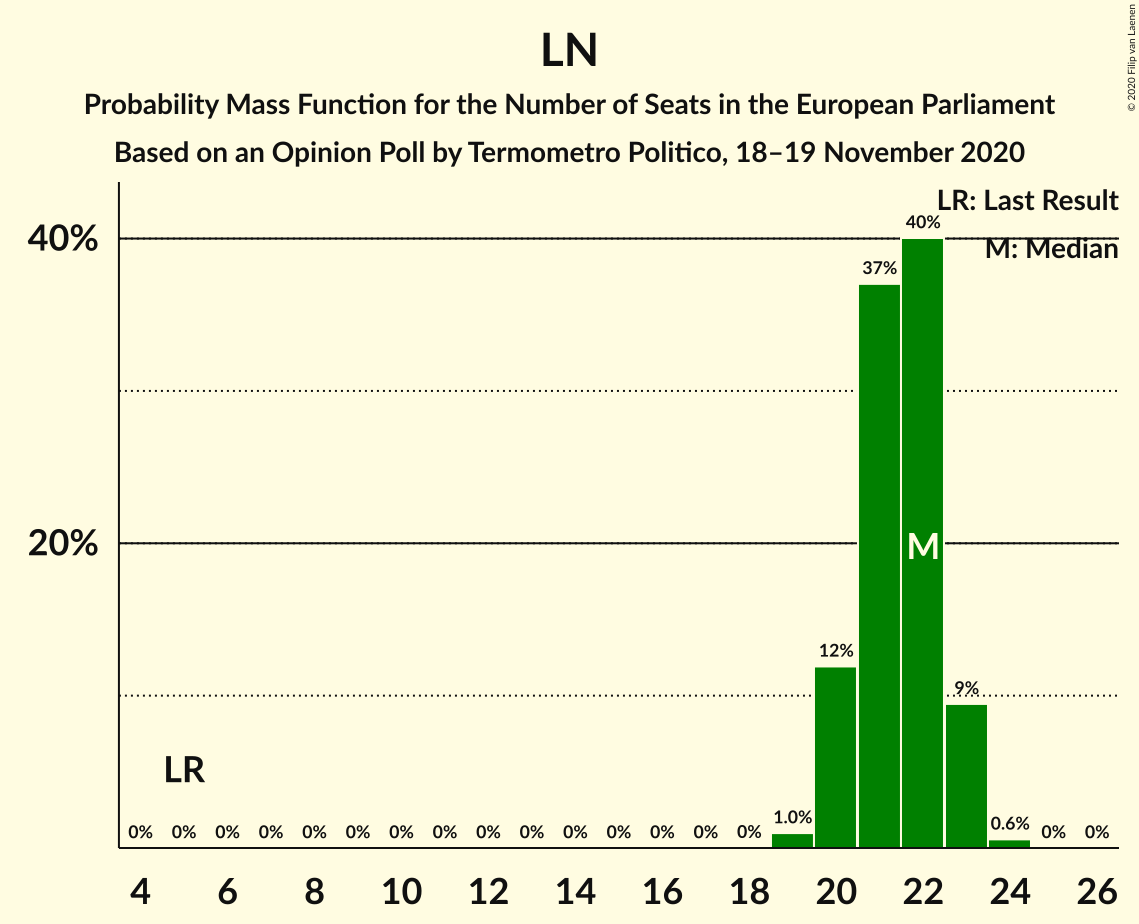 LN
Probability Mass Function for the Number of Seats in the European Parliament
Based on an Opinion Poll by Termometro Politico, 18–19 November 2020
© 2020 Filip van Laenen
LR: Last Result
M: Median
40%
20%
40%
37%
M
12%
9%
LR
0% 0% 0% 0% 0% 0% 0% 0% 0% 0% 0% 0% 0% 0% 0% 1.0% 0.6% 0% 0%
4 6 8 10 12 14 16 18 20 22 24 26